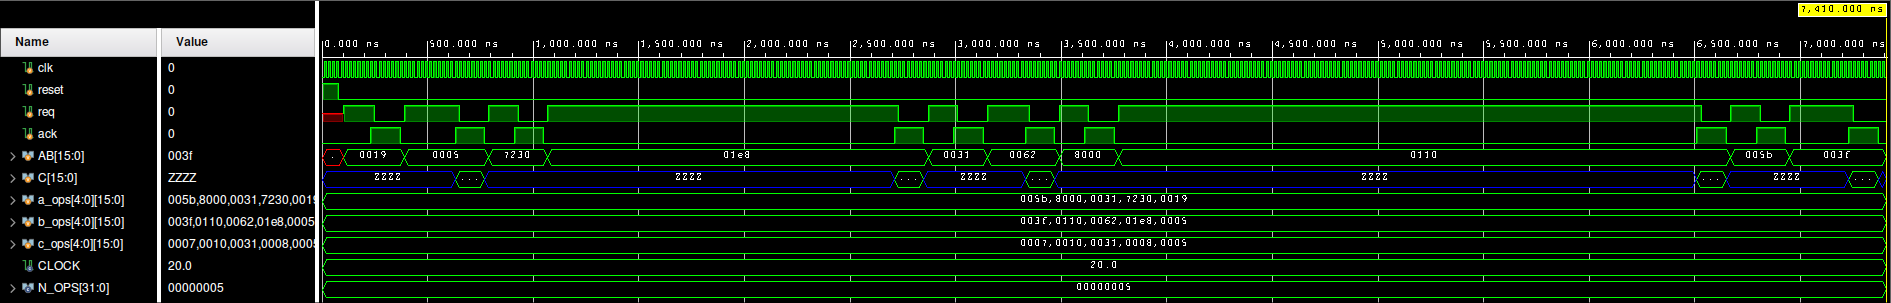 7,410.000 ns
Name Value
0.000 ns 500.000 ns 1,000.000 ns 1,500.000 ns 2,000.000 ns 2,500.000 ns 3,000.000 ns 3,500.000 ns 4,000.000 ns 4,500.000 ns 5,000.000 ns 5,500.000 ns 6,000.000 ns 6,500.000 ns 7,000.000 ns
clk 0
reset 0
req 0
ack 0
AB[15:0] 003f . 0019 0005 7230 01e8 0031 0062 8000 0110 005b 003f
C[15:0] ZZZZ ZZZZ ... ZZZZ ... ZZZZ ... ZZZZ ... ZZZZ ...
a_ops[4:0][15:0] 005b,8000,0031,7230,0019 005b,8000,0031,7230,0019
b_ops[4:0][15:0] 003f,0110,0062,01e8,0005 003f,0110,0062,01e8,0005
c_ops[4:0][15:0] 0007,0010,0031,0008,0005 0007,0010,0031,0008,0005
CLOCK 20.0 20.0
N_OPS[31:0] 00000005 00000005